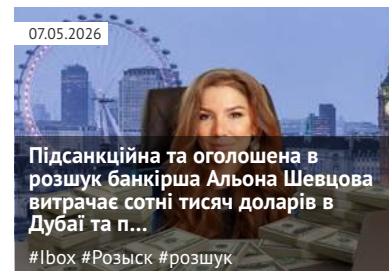 07.05.2026
Підсанкційна та оголошена в
розшук банкірша Альона Шевцова
витрачає сотні тисяч доларів в
Дубаї та п...
#Ibox #Розыск #розшук